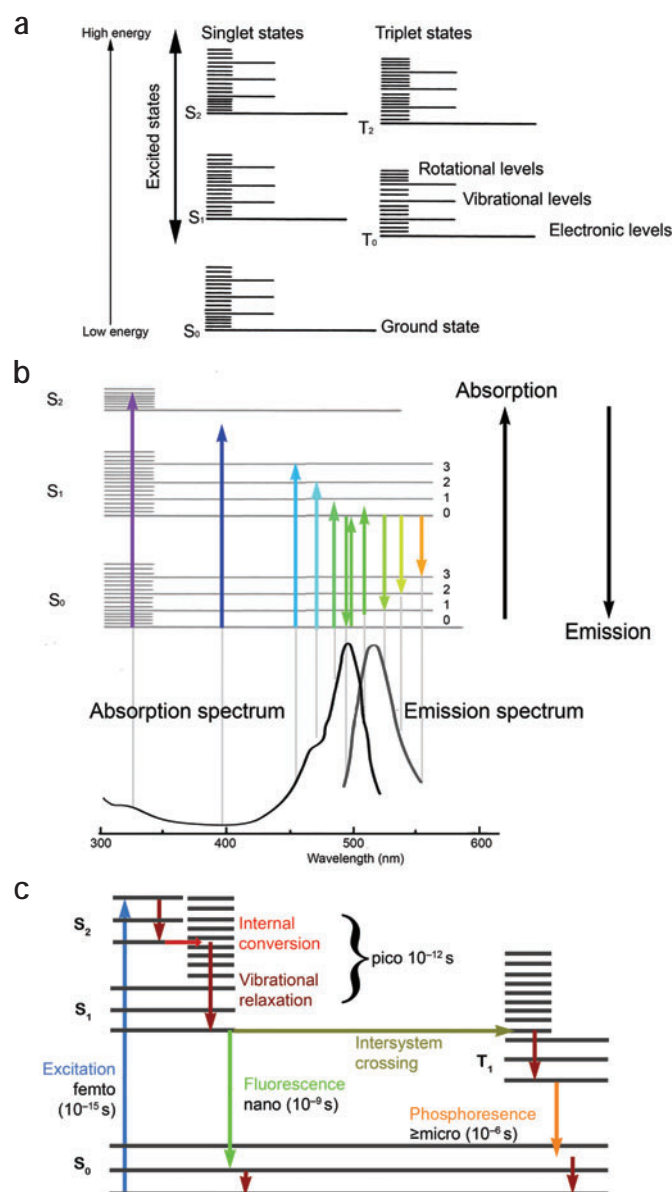 a
High energy
Singlet states
Triplet states
Excited states
S2
T2
Rotational levels
Vibrational levels
S1
T0
Electronic levels
Low energy
S0
Ground state
b
S2
Absorption
3
S1
2
1
0
3
S0
2
1
0
Emission
Absorption spectrum
Emission spectrum
300
400
500
600
Wavelength (nm)
c
S2
Internal
conversion
pico 10–12 s
Vibrational
relaxation
S1
Intersystem
crossing
T1
Excitation
femto
(10–15 s)
Fluorescence
nano (10–9 s)
Phosphoresence
≥micro (10–6 s)
S0